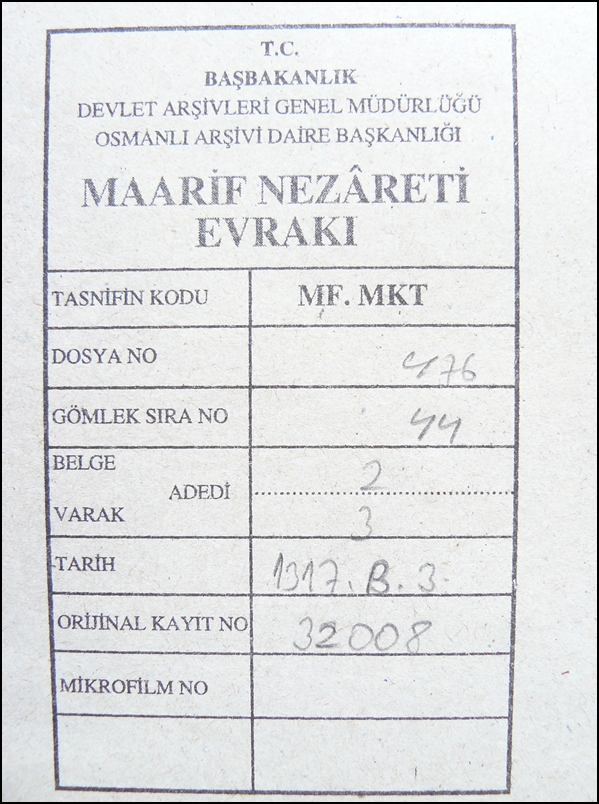 T.C.
BAŞBAKANLIK
DEVLET ARŞİVLERİ GENEL MÜDÜRLÜĞÜ
OSMANLI ARŞİVİ DAİRE BAŞKANLIĞI
MAARİF NEZÂRETİ
EVRAKI
TASNİFİN KODU MF. MKT
DOSYA NO 476
GÖMLEK SIRA NO 44
BELGE 2
ADEDİ
VARAK 3
TARİH 1317. B. 3.
ORİJİNAL KAYIT NO 32008
MİKROFİLM NO